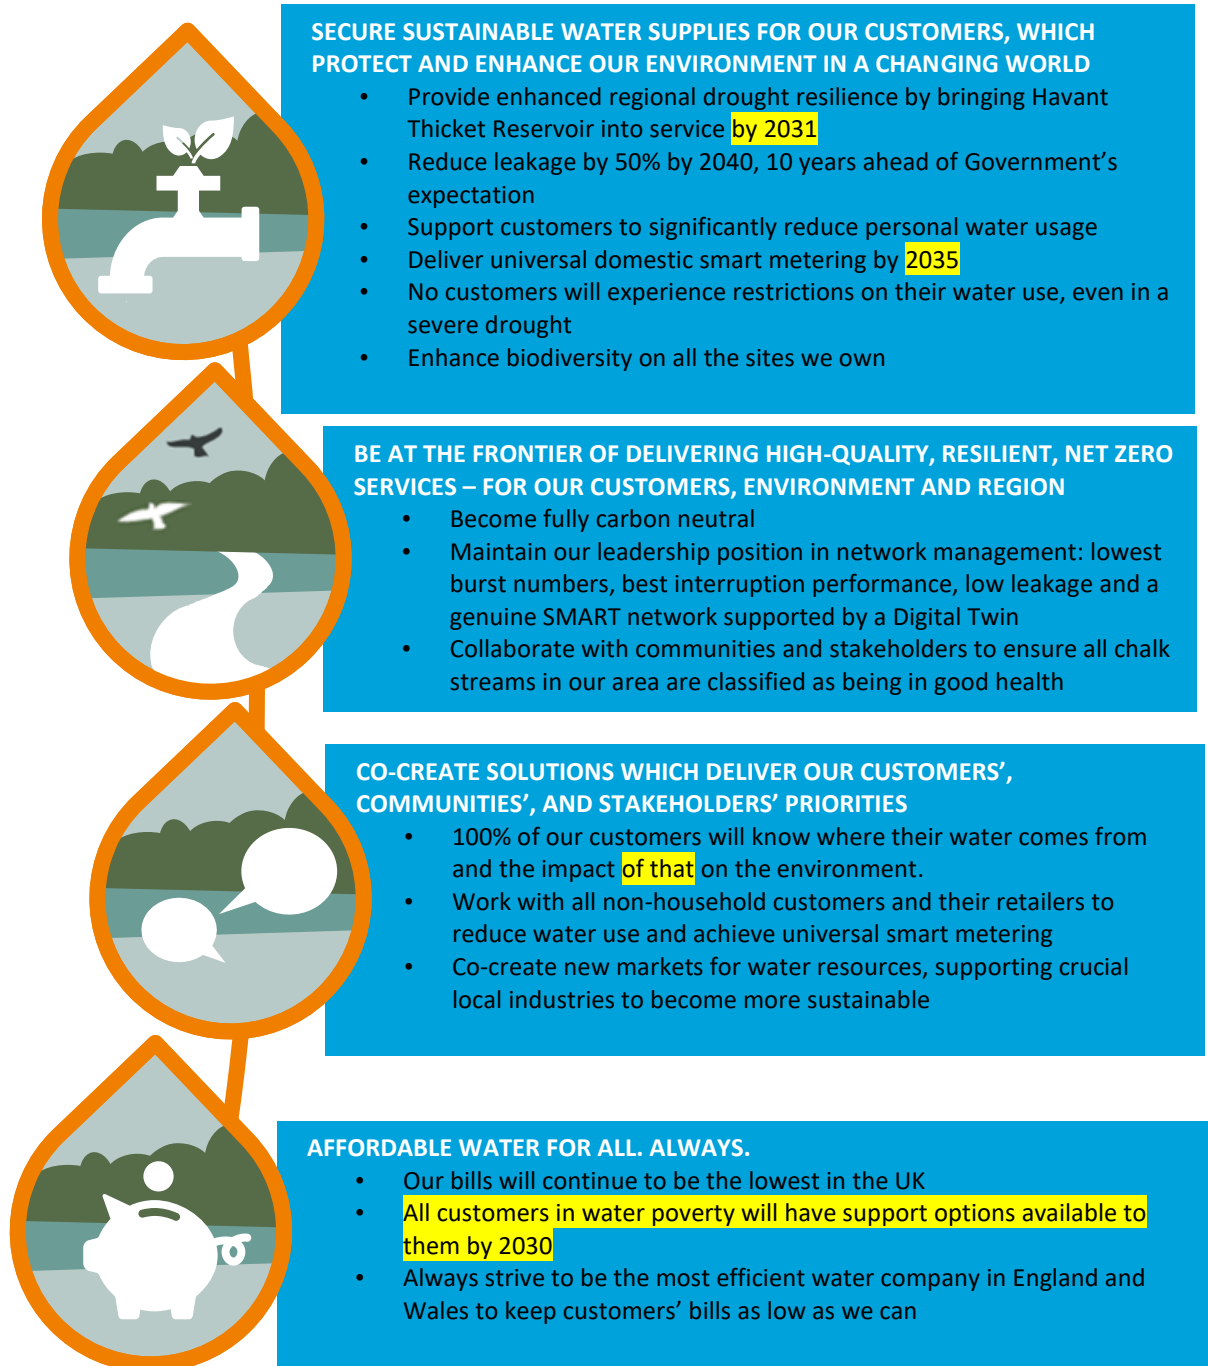 SECURE SUSTAINABLE WATER SUPPLIES FOR OUR CUSTOMERS, WHICH
PROTECT AND ENHANCE OUR ENVIRONMENT IN A CHANGING WORLD
• Provide enhanced regional drought resilience by bringing Havant
Thicket Reservoir into service by 2031
• Reduce leakage by 50% by 2040, 10 years ahead of Government’s
expectation
• Support customers to significantly reduce personal water usage
• Deliver universal domestic smart metering by 2035
• No customers will experience restrictions on their water use, even in a
severe drought
• Enhance biodiversity on all the sites we own
BE AT THE FRONTIER OF DELIVERING HIGH-QUALITY, RESILIENT, NET ZERO
SERVICES – FOR OUR CUSTOMERS, ENVIRONMENT AND REGION
• Become fully carbon neutral
• Maintain our leadership position in network management: lowest
burst numbers, best interruption performance, low leakage and a
genuine SMART network supported by a Digital Twin
• Collaborate with communities and stakeholders to ensure all chalk
streams in our area are classified as being in good health
CO-CREATE SOLUTIONS WHICH DELIVER OUR CUSTOMERS’,
COMMUNITIES’, AND STAKEHOLDERS’ PRIORITIES
• 100% of our customers will know where their water comes from
and the impact of that on the environment.
• Work with all non-household customers and their retailers to
reduce water use and achieve universal smart metering
• Co-create new markets for water resources, supporting crucial
local industries to become more sustainable
AFFORDABLE WATER FOR ALL. ALWAYS.
• Our bills will continue to be the lowest in the UK
• All customers in water poverty will have support options available to
them by 2030
• Always strive to be the most efficient water company in England and
Wales to keep customers’ bills as low as we can